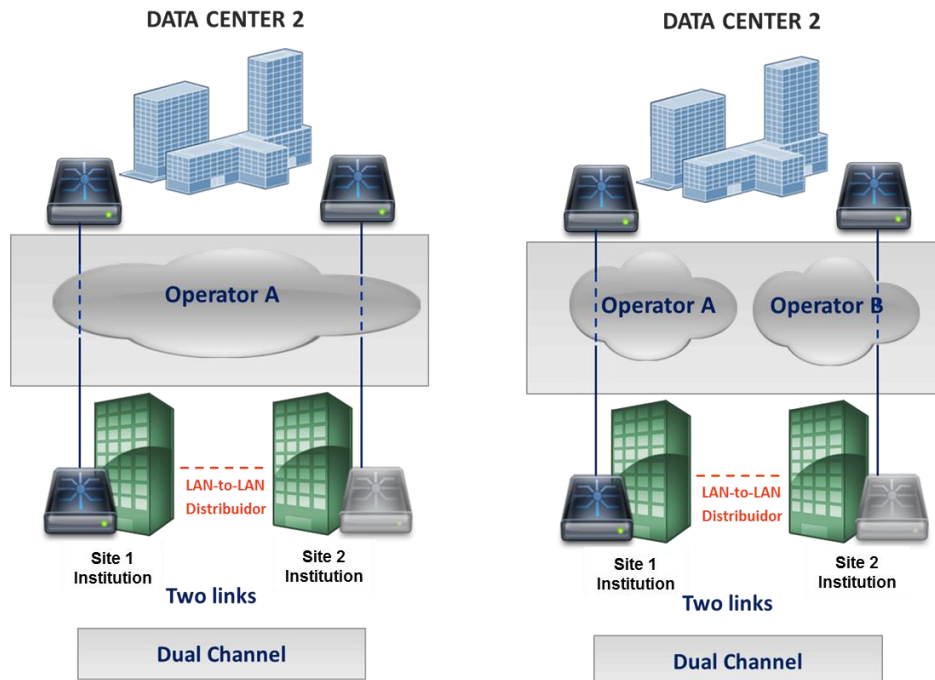 DATA CENTER 2
Operator A
LAN-to-LAN
Distribuidor
Site 1
Institution
Site 2
Institution
Two links
Dual Channel
DATA CENTER 2
Operator A
Operator B
LAN-to-LAN
Distribuidor
Site 1
Institution
Site 2
Institution
Two links
Dual Channel